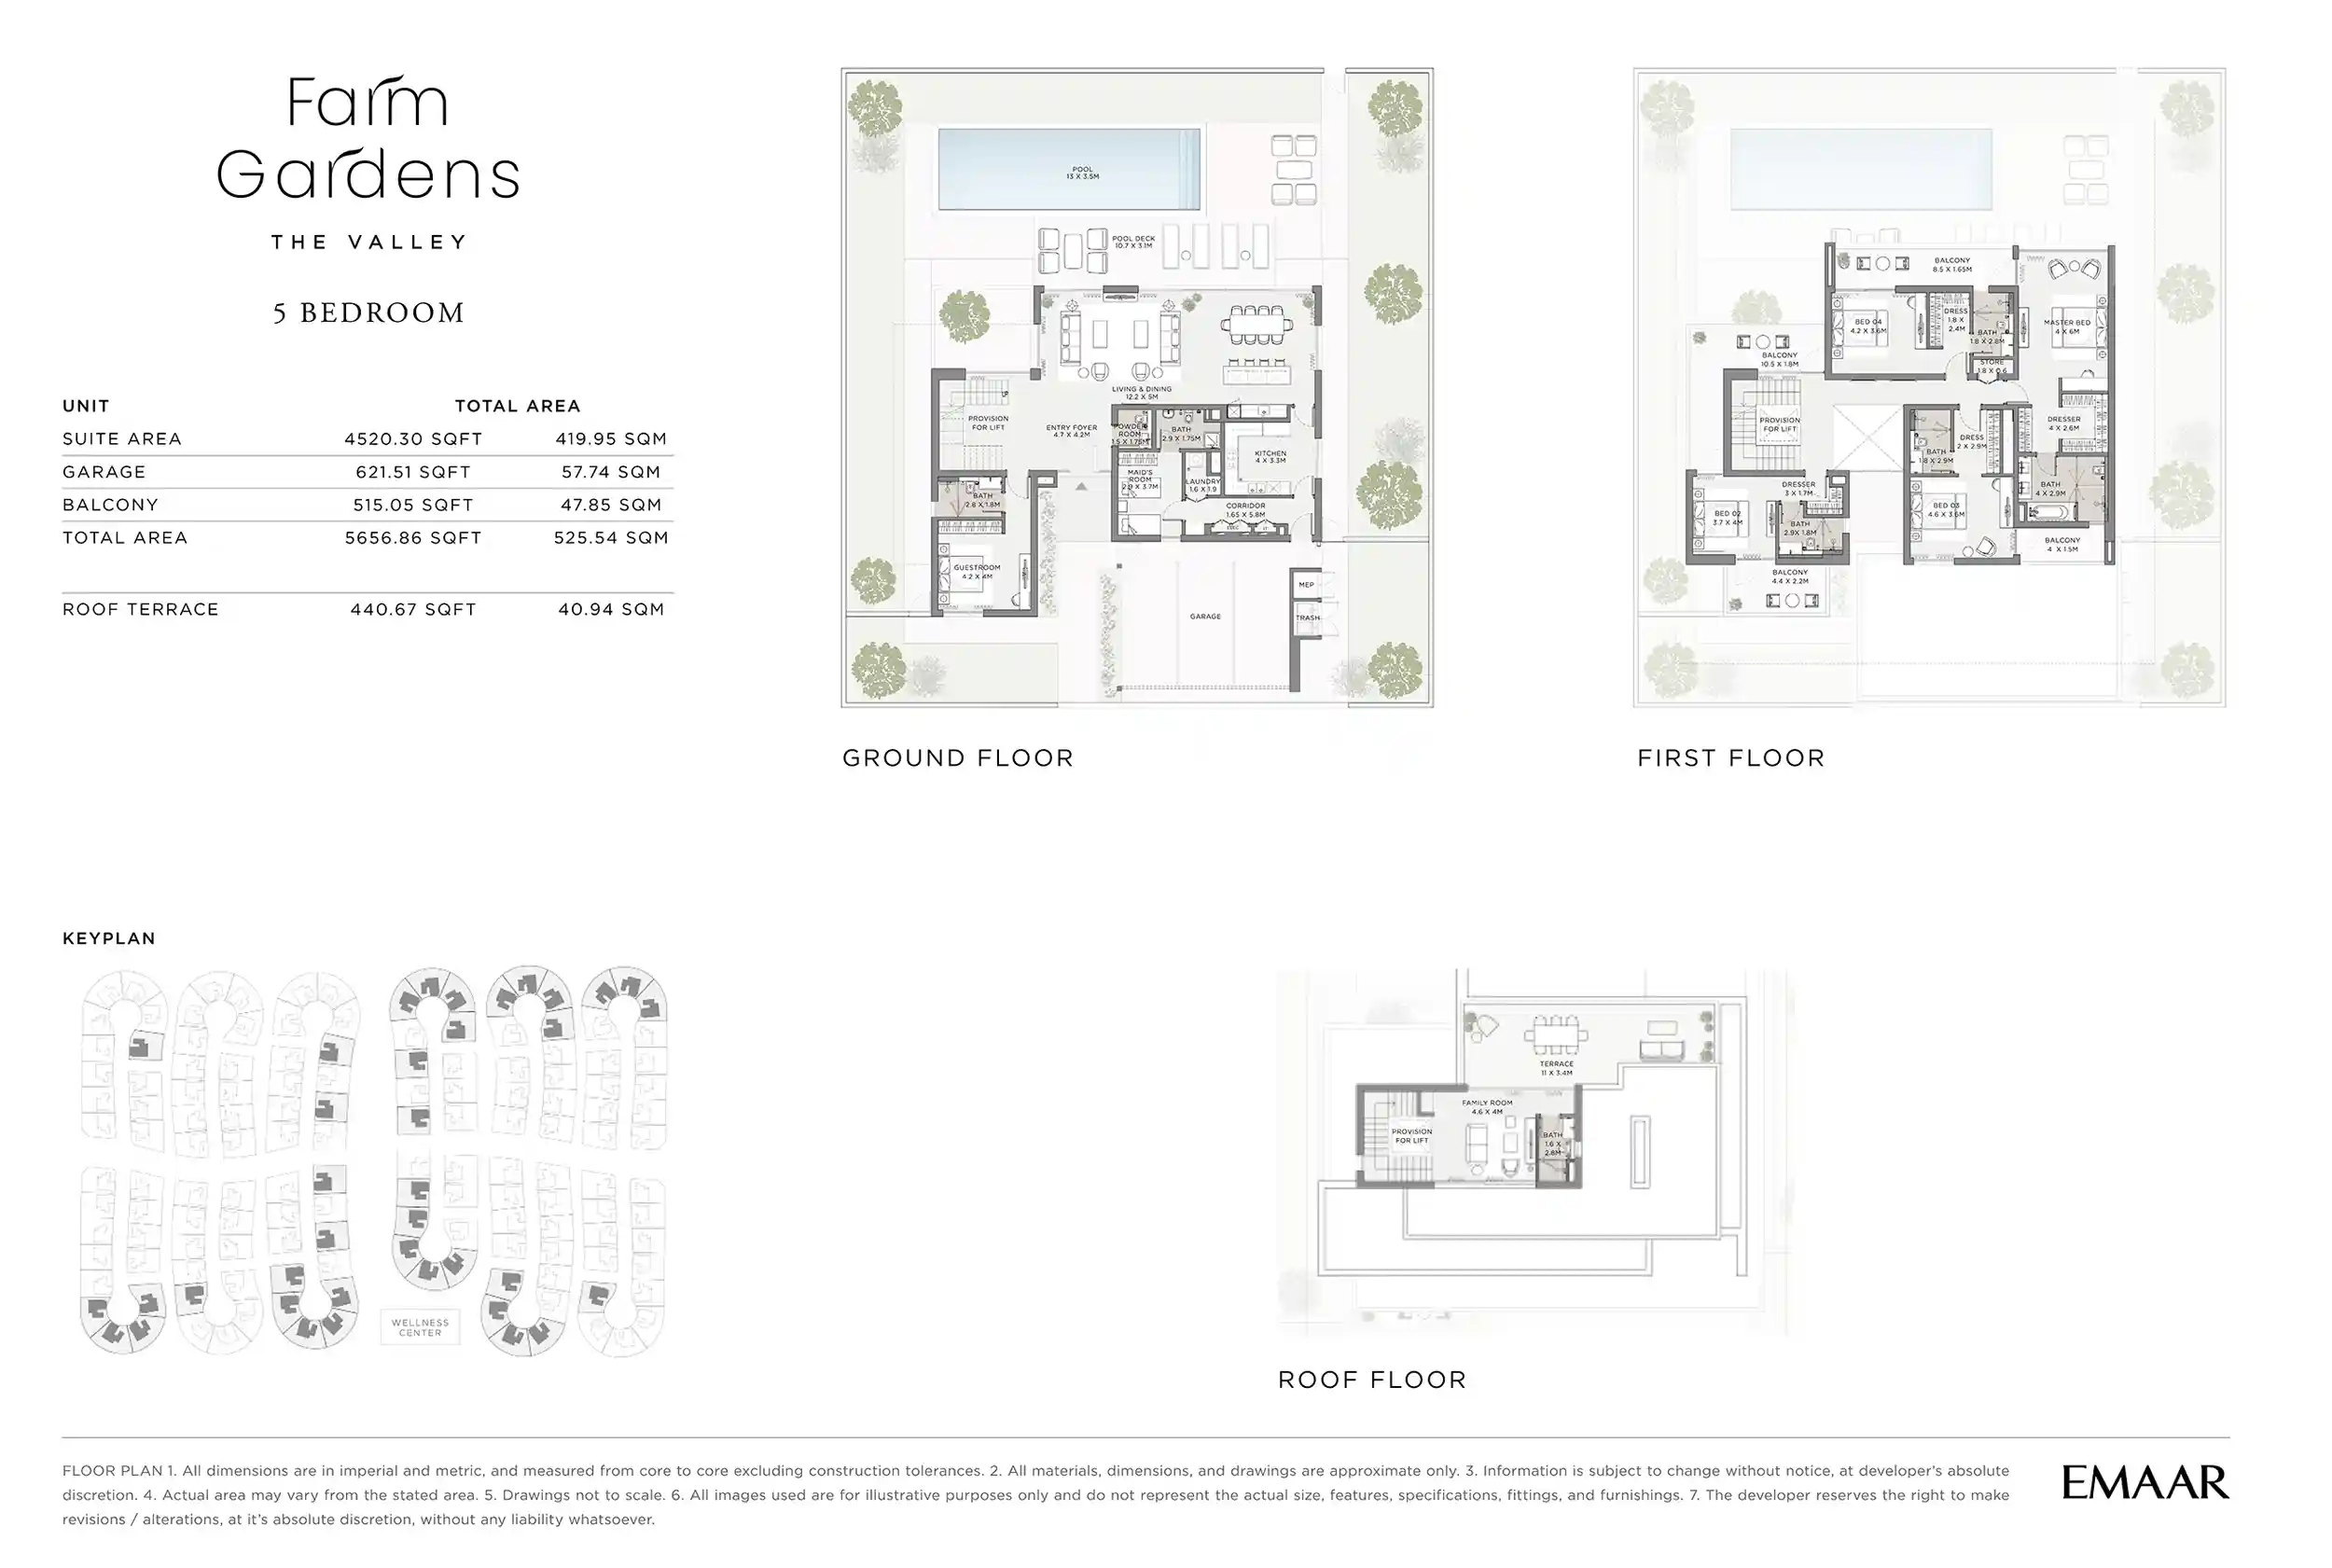 Farm
Gardens
THE VALLEY
5 BEDROOM
UNIT TOTAL AREA
SUITE AREA 4520.30 SQFT 419.95 SQM
GARAGE 621.51 SQFT 57.74 SQM
BALCONY 515.05 SQFT 47.85 SQM
TOTAL AREA 5656.86 SQFT 525.54 SQM
ROOF TERRACE 440.67 SQFT 40.94 SQM
POOL
13 X 3.5M
POOL DECK
10.7 X 3.1M
LIVING & DINING
12.2 X 5M
PROVISION
FOR LIFT
ENTRY FOYER
4.7 X 4.2M
POWDER
ROOM
1.5 X 1.75M
BATH
2.9 X 1.75M
KITCHEN
4 X 3.3M
MAID'S
ROOM
2.9 X 3.7M
LAUNDRY
1.6 X 1.9
CORRIDOR
1.65 X 5.8M
BATH
2.8 X 1.8M
GUESTROOM
4.2 X 4M
MEP
TRASH
GARAGE
GROUND FLOOR
BALCONY
8.5 X 1.65M
BED 04
4.2 X 3.6M
DRESS
1.8 X
2.4M
BATH
1.8 X 2.8M
MASTER BED
4 X 6M
BALCONY
10.5 X 1.8M
STORE
1.8 X 0.6
PROVISION
FOR LIFT
DRESSER
4 X 2.6M
DRESS
2 X 2.9M
BATH
1.8 X 2.9M
DRESSER
3 X 1.7M
BATH
4 X 2.9M
BED 02
3.7 X 4M
BED 03
4.6 X 3.6M
BATH
2.9X 1.8M
BALCONY
4 X 1.5M
BALCONY
4.4 X 2.2M
FIRST FLOOR
KEYPLAN
WELLNESS
CENTER
TERRACE
11 X 3.4M
FAMILY ROOM
4.6 X 4M
PROVISION
FOR LIFT
BATH
1.6 X
2.8M
ROOF FLOOR
FLOOR PLAN 1. All dimensions are in imperial and metric, and measured from core to core excluding construction tolerances. 2. All materials, dimensions, and drawings are approximate only. 3. Information is subject to change without notice, at developer's absolute
discretion. 4. Actual area may vary from the stated area. 5. Drawings not to scale. 6. All images used are for illustrative purposes only and do not represent the actual size, features, specifications, fittings, and furnishings. 7. The developer reserves the right to make
revisions / alterations, at it's absolute discretion, without any liability whatsoever.
EMAAR